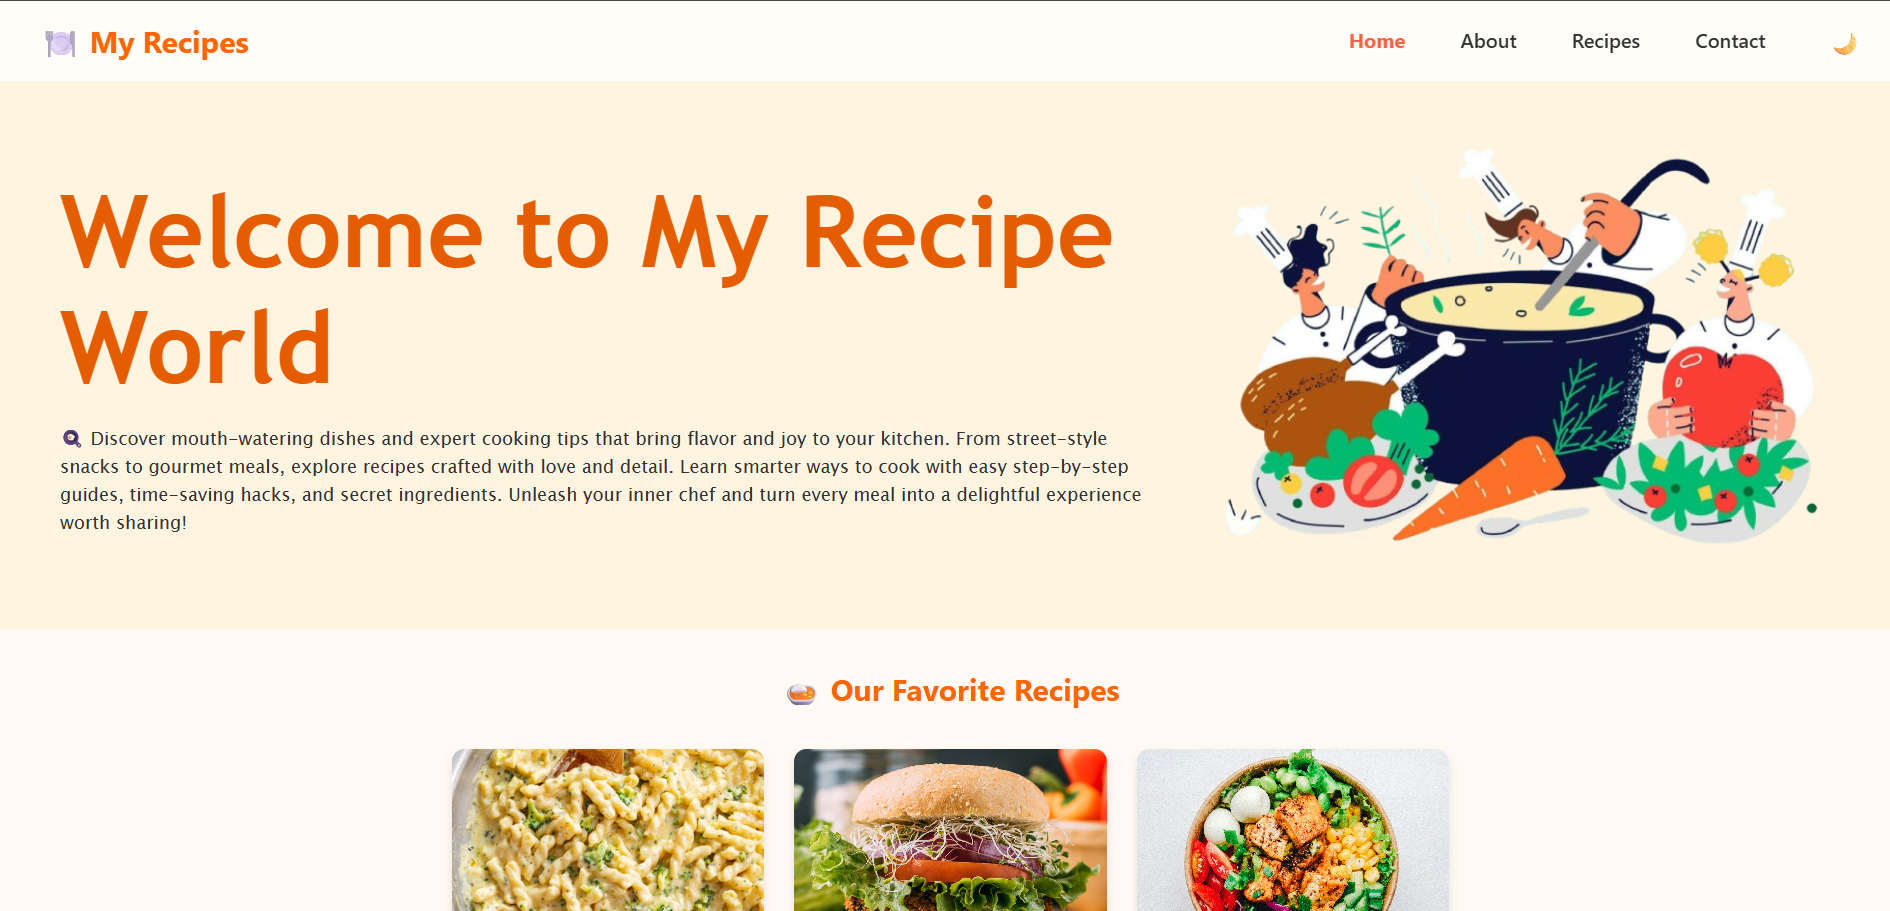 My Recipes
Home About Recipes Contact
Welcome to My Recipe
World
Discover mouth-watering dishes and expert cooking tips that bring flavor and joy to your kitchen. From street-style
snacks to gourmet meals, explore recipes crafted with love and detail. Learn smarter ways to cook with easy step-by-step
guides, time-saving hacks, and secret ingredients. Unleash your inner chef and turn every meal into a delightful experience
worth sharing!
Our Favorite Recipes